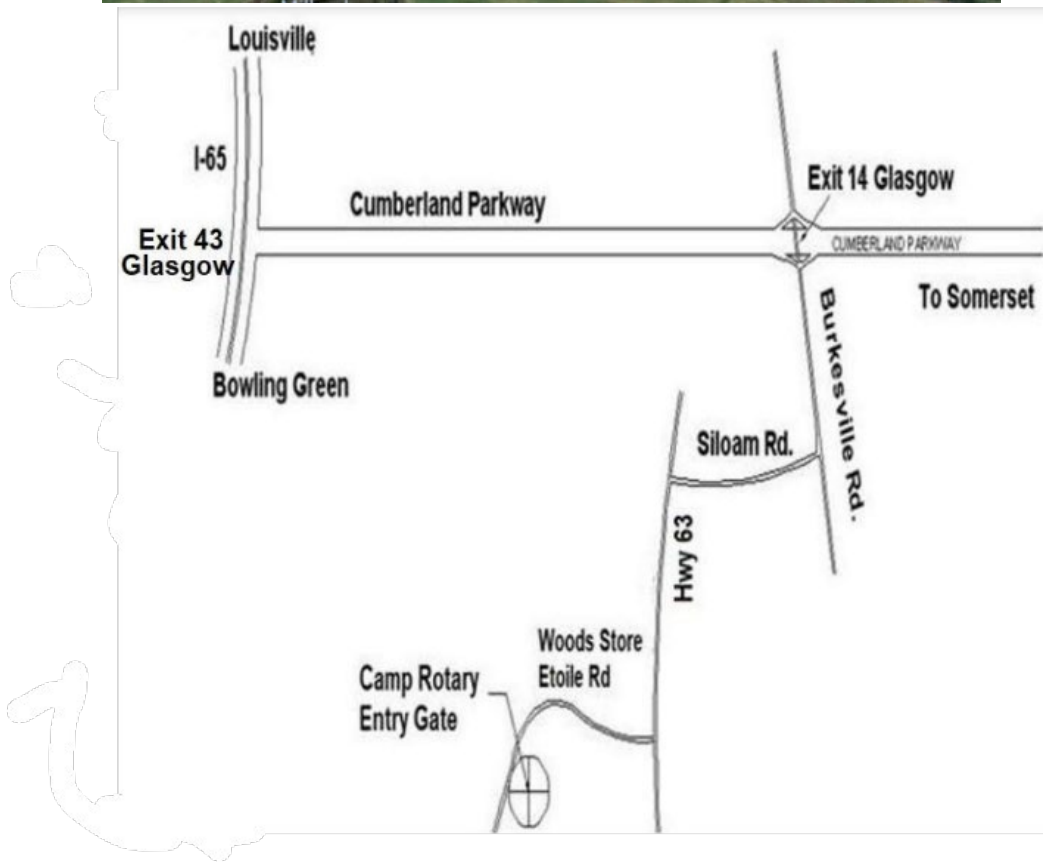 Louisville
I-65
Exit 14 Glasgow
Cumberland Parkway
Exit 43
Glasgow
CUMBERLAND PARKWAY
To Somerset
Burkesville Rd.
Bowling Green
Siloam Rd.
Hwy 63
Woods Store
Etoile Rd
Camp Rotary
Entry Gate